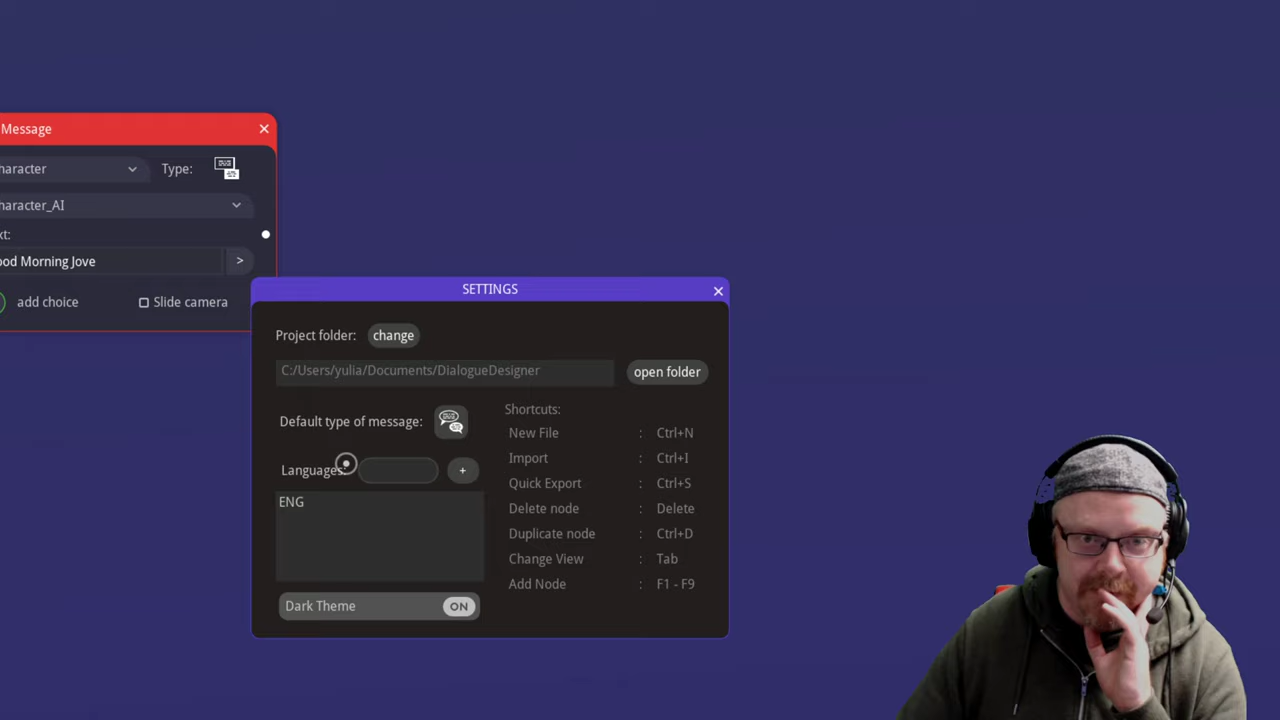 Message
haracter Type:
haracter_AI
xt:
ood Morning Jove >
add choice Slide camera
SETTINGS
Project folder: change
C:/Users/yulia/Documents/DialogueDesigner open folder
Default type of message:
Languages: +
ENG
Dark Theme ON
Shortcuts:
New File : Ctrl+N
Import : Ctrl+I
Quick Export : Ctrl+S
Delete node : Delete
Duplicate node : Ctrl+D
Change View : Tab
Add Node : F1 - F9